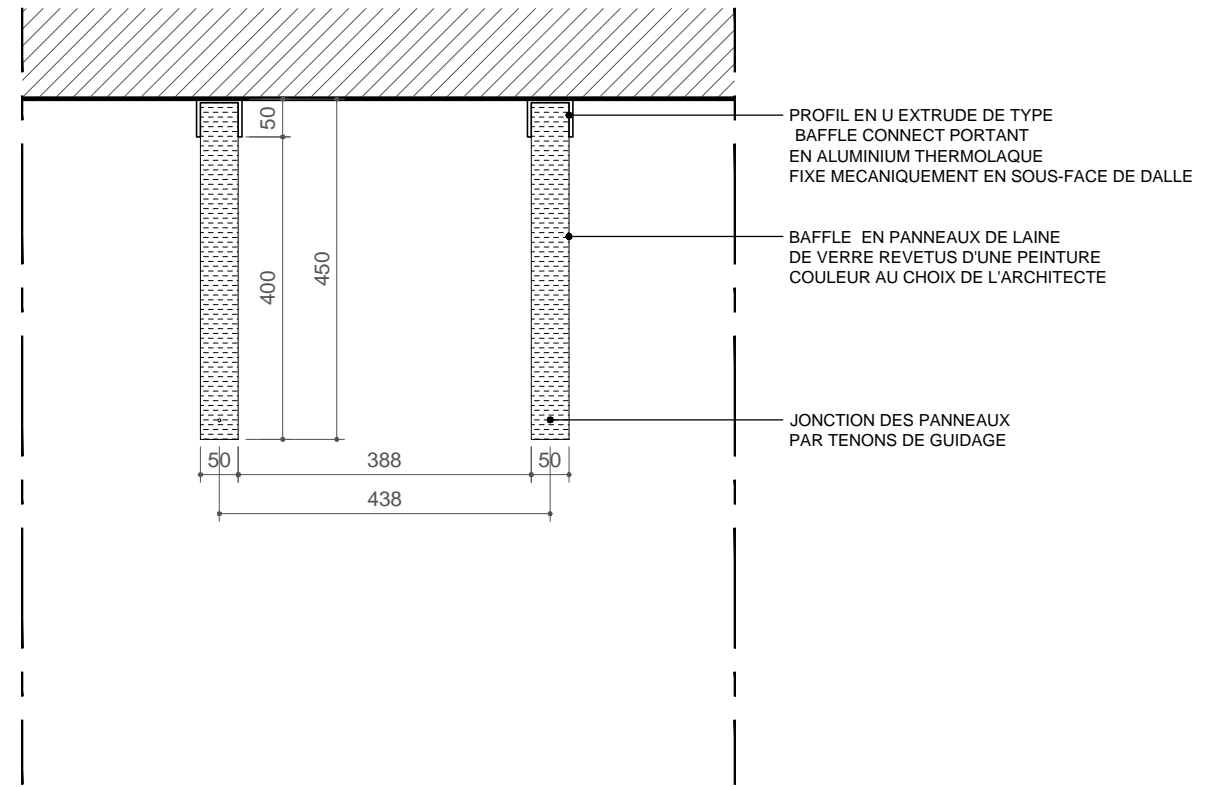 PROFIL EN U EXTRUDE DE TYPE
BAFFLE CONNECT PORTANT
EN ALUMINIUM THERMOLAQUE
FIXE MECANIQUEMENT EN SOUS-FACE DE DALLE
BAFFLE EN PANNEAUX DE LAINE
DE VERRE REVETUS D'UNE PEINTURE
COULEUR AU CHOIX DE L'ARCHITECTE
JONCTION DES PANNEAUX
PAR TENONS DE GUIDAGE
50
400
450
50
388
50
438